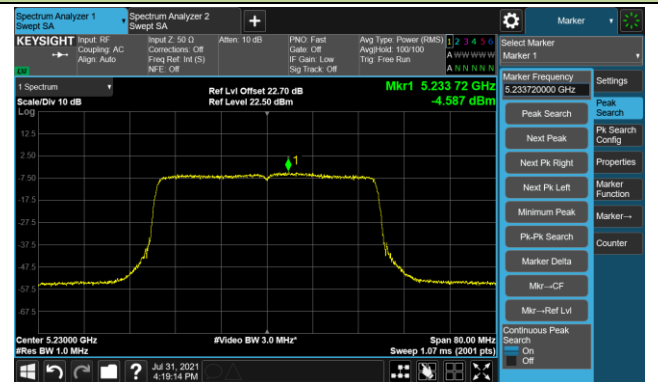 Spectrum Analyzer 1
Swept SA
Spectrum Analyzer 2
Swept SA
+
Marker
KEYSIGHT
Input: RF
Coupling: AC
Align: Auto
Input Z: 50 Ω
Corrections: Off
Freq Ref: Int (S)
NFE: Off
Atten: 10 dB
PNO: Fast
Gate: Off
IF Gain: Low
Sig Track: Off
Avg Type: Power (RMS)
Avg|Hold: 100/100
Trig: Free Run
1 2 3 4 5 6
A W W W W W
A N N N N N
LXI
Select Marker
Marker 1
1 Spectrum
Scale/Div 10 dB
Log
Ref Lvl Offset 22.70 dB
Ref Level 22.50 dBm
Mkr1 5.233 72 GHz
-4.587 dBm
12.5
2.50
-7.50
-17.5
-27.5
-37.5
-47.5
-57.5
-67.5
1
Center 5.23000 GHz
#Res BW 1.0 MHz
#Video BW 3.0 MHz*
Span 80.00 MHz
Sweep 1.07 ms (2001 pts)
Marker Frequency
5.233720000 GHz
Peak Search
Next Peak
Next Pk Right
Next Pk Left
Minimum Peak
Pk-Pk Search
Marker Delta
Mkr→CF
Mkr→Ref Lvl
Continuous Peak
Search
On
Off
Settings
Peak
Search
Pk Search
Config
Properties
Marker
Function
Marker→
Counter
?
Jul 31, 2021
4:19:14 PM